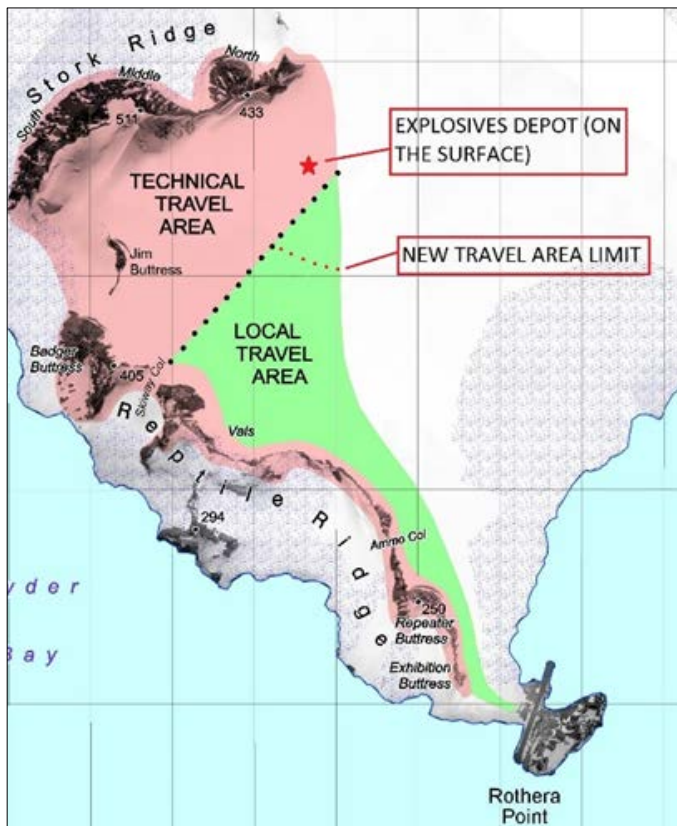 Stork Ridge
North
Middle
South
511
433
EXPLOSIVES DEPOT (ON
THE SURFACE)
TECHNICAL
TRAVEL
AREA
NEW TRAVEL AREA LIMIT
Jim
Buttress
LOCAL
TRAVEL
AREA
Badger
Buttress
405
Skiway Col
Vals
Reptile Ridge
294
Ammo Col
250
Repeater
Buttress
Exhibition
Buttress
yder
Bay
Rothera
Point